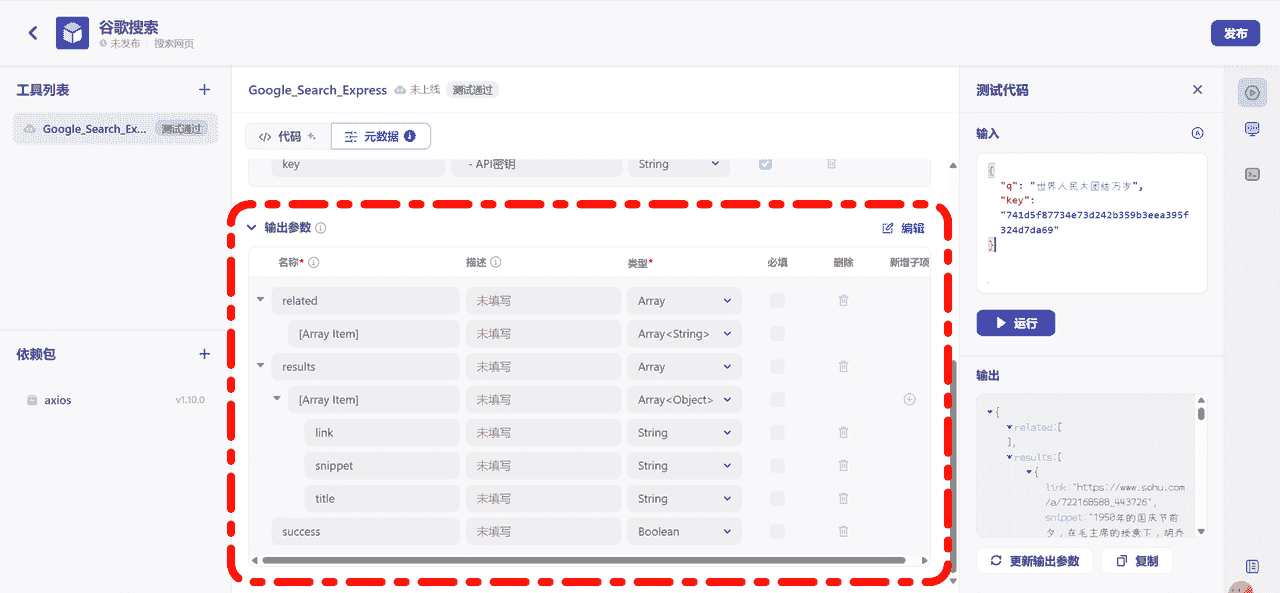 谷歌搜索
未发布 搜索网页
发布
工具列表
Google_Search_Ex... 测试通过
依赖包
axios v1.10.0
Google_Search_Express 未上线 测试通过
代码 元数据
key - API密钥 String
输出参数 编辑
名称* 描述 类型* 必填 删除 新增子项
related 未填写 Array
[Array Item] 未填写 Array<String>
results 未填写 Array
[Array Item] 未填写 Array<Object>
link 未填写 String
snippet 未填写 String
title 未填写 String
success 未填写 Boolean
测试代码
输入
{
"q": "世界人民大团结万岁",
"key":
"741d5f87734e73d242b359b3eea395f
324d7da69"
}
运行
输出
{
related:[
],
results:[
{
link:"https://www.sohu.com
/a/722168588_443726",
snippet:"1950年的国庆节前
夕，在毛主席的授意下，胡乔
更新输出参数 复制